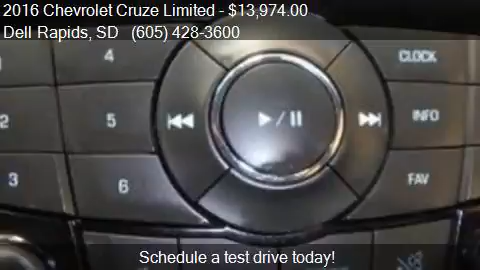 2016 Chevrolet Cruze Limited - $13,974.00
Dell Rapids, SD (605) 428-3600
4
CLOCK
2
5
INFO
3
6
FAV
Schedule a test drive today!